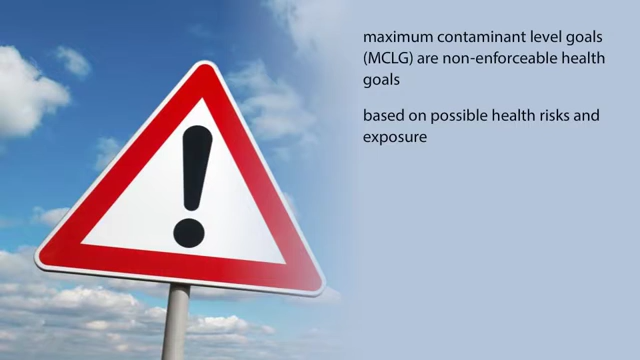 maximum contaminant level goals
(MCLG) are non-enforceable health
goals
based on possible health risks and
exposure